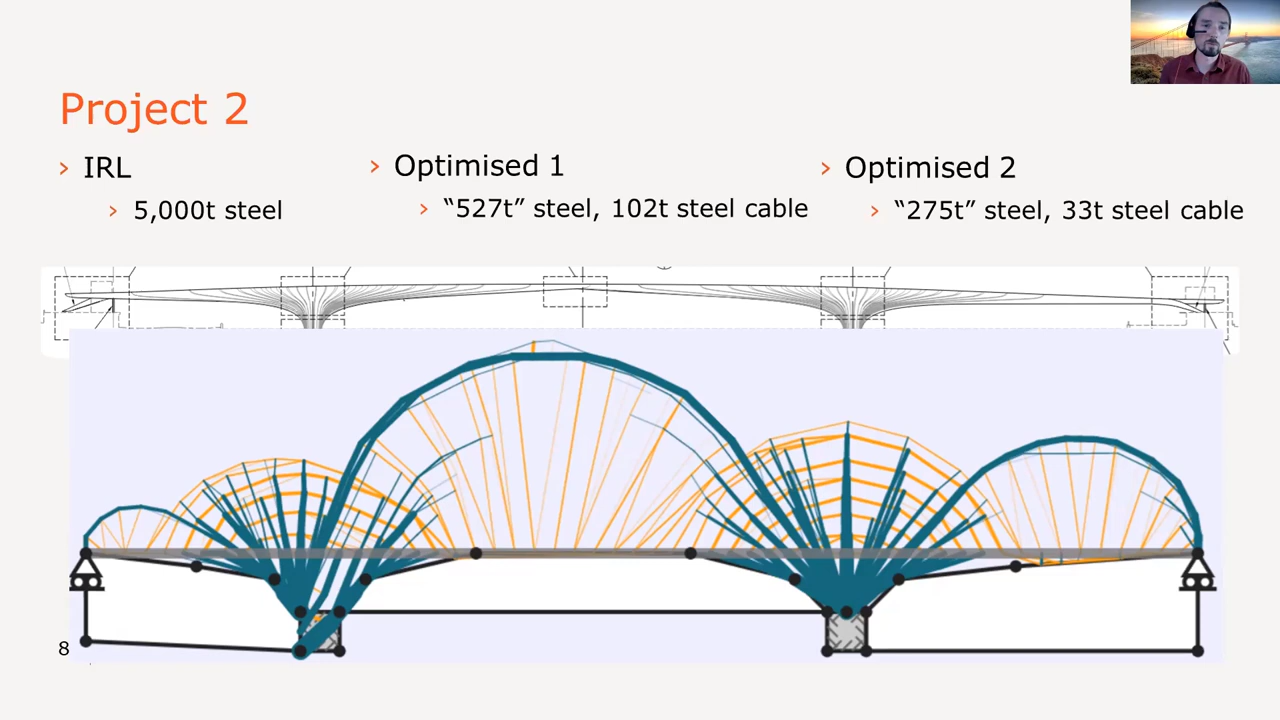 Project 2
› IRL
› 5,000t steel
› Optimised 1
› “527t” steel, 102t steel cable
› Optimised 2
› “275t” steel, 33t steel cable
8